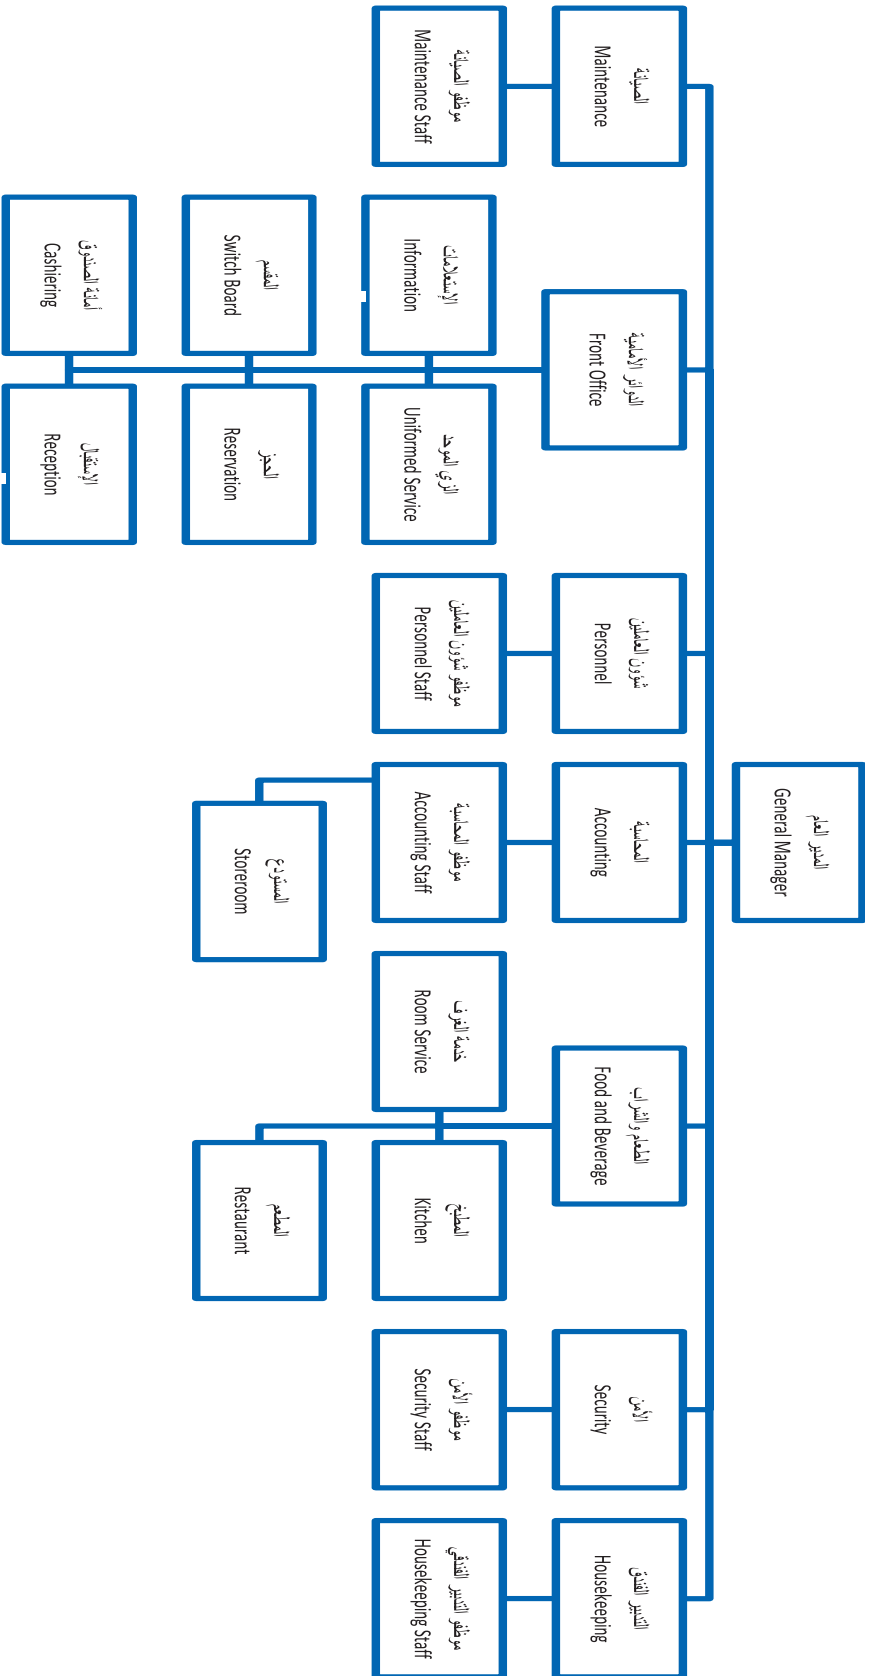 المدير العام
General Manager
الصيانة
Maintenance
الدوائر الأمامية
Front Office
شؤون العاملين
Personnel
المحاسبة
Accounting
الطعام والشراب
Food and Beverage
الأمن
Security
التدبير الفندق
Housekeeping
موظفو الصيانة
Maintenance Staff
الإستعلامات
Information
الزي الموحد
Uniformed Service
موظفو شؤون العاملين
Personnel Staff
موظفو المحاسبة
Accounting Staff
خدمة الغرف
Room Service
المطبخ
Kitchen
موظفو الأمن
Security Staff
موظفو التدبير الفندقي
Housekeeping Staff
المقسم
Switch Board
الحجز
Reservation
المستودع
Storeroom
المطعم
Restaurant
أمانة الصندوق
Cashiering
الإستقبال
Reception